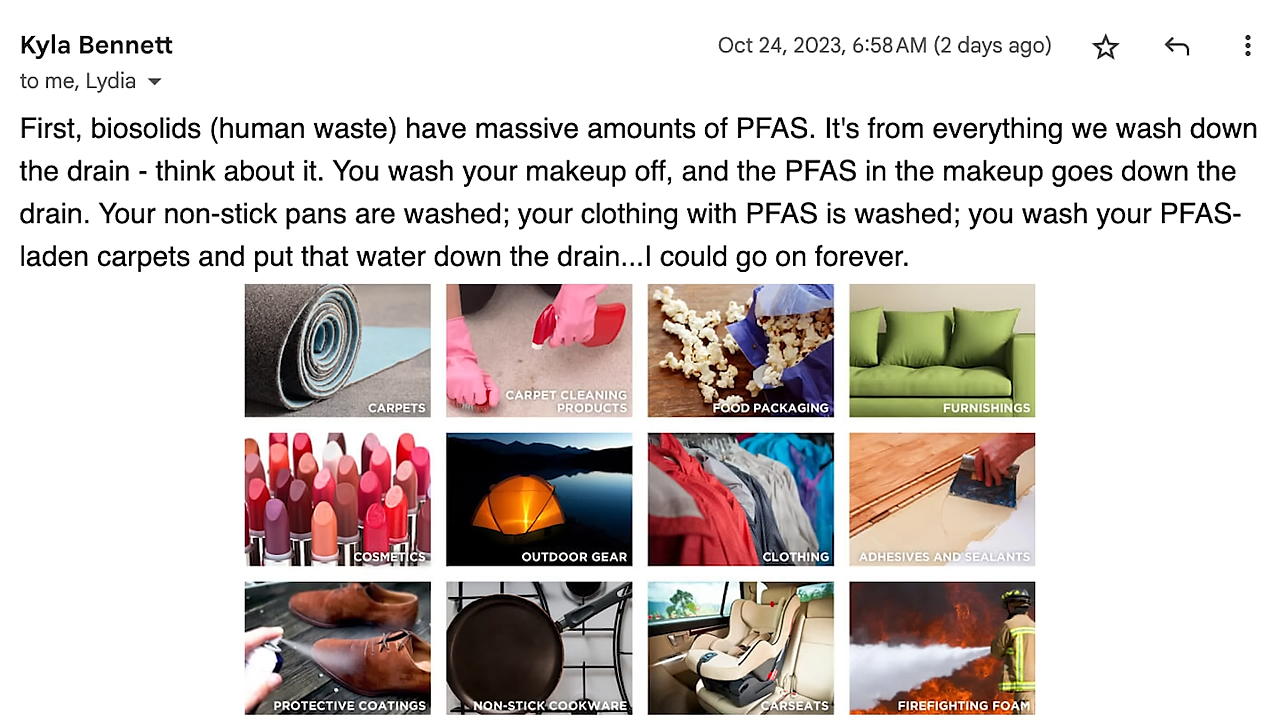 Kyla Bennett
Oct 24, 2023, 6:58 AM (2 days ago)
to me, Lydia
First, biosolids (human waste) have massive amounts of PFAS. It's from everything we wash down
the drain - think about it. You wash your makeup off, and the PFAS in the makeup goes down the
drain. Your non-stick pans are washed; your clothing with PFAS is washed; you wash your PFAS-
laden carpets and put that water down the drain...I could go on forever.
CARPETS
CARPET CLEANING
PRODUCTS
FOOD PACKAGING
FURNISHINGS
COSMETICS
OUTDOOR GEAR
CLOTHING
ADHESIVES AND SEALANTS
PROTECTIVE COATINGS
NON-STICK COOKWARE
CARSEATS
FIREFIGHTING FOAM